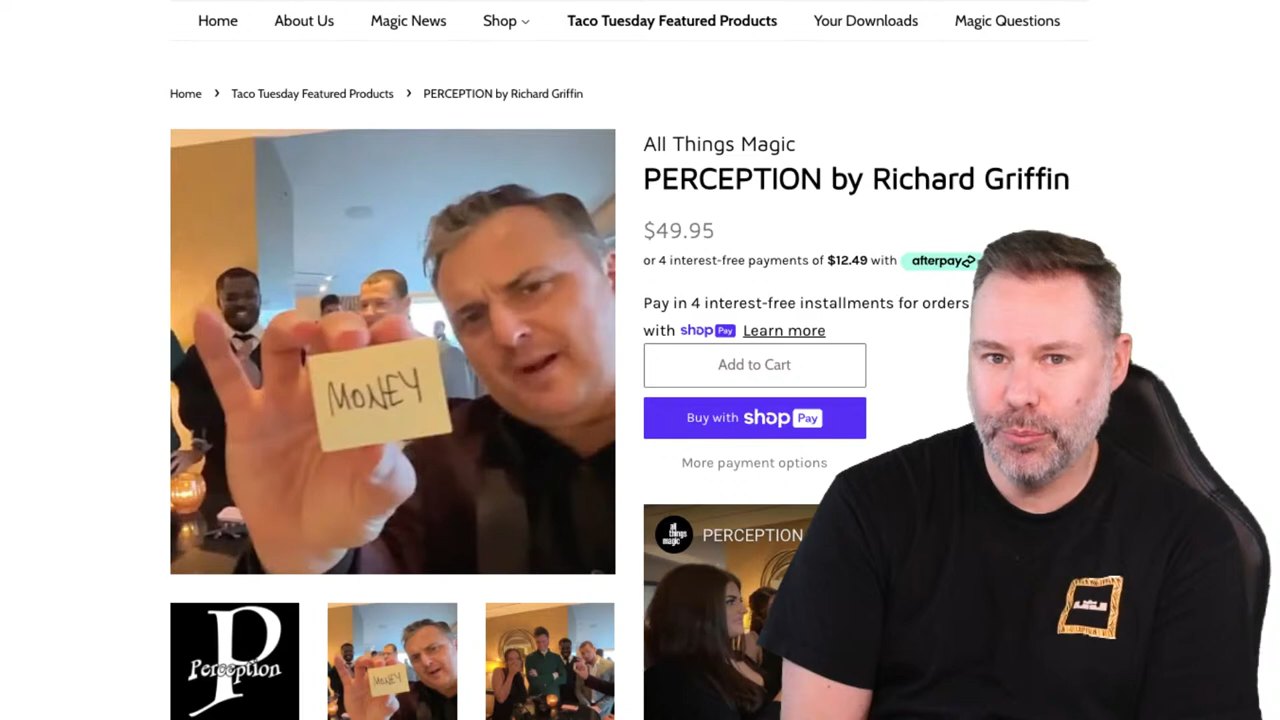 Home About Us Magic News Shop Taco Tuesday Featured Products Your Downloads Magic Questions
Home › Taco Tuesday Featured Products › PERCEPTION by Richard Griffin
MONEY
All Things Magic
PERCEPTION by Richard Griffin
$49.95
or 4 interest-free payments of $12.49 with afterpay
Pay in 4 interest-free installments for orders
with shop Pay Learn more
Add to Cart
Buy with shop Pay
More payment options
all things magic
PERCEPTION
P
Perception
MONEY